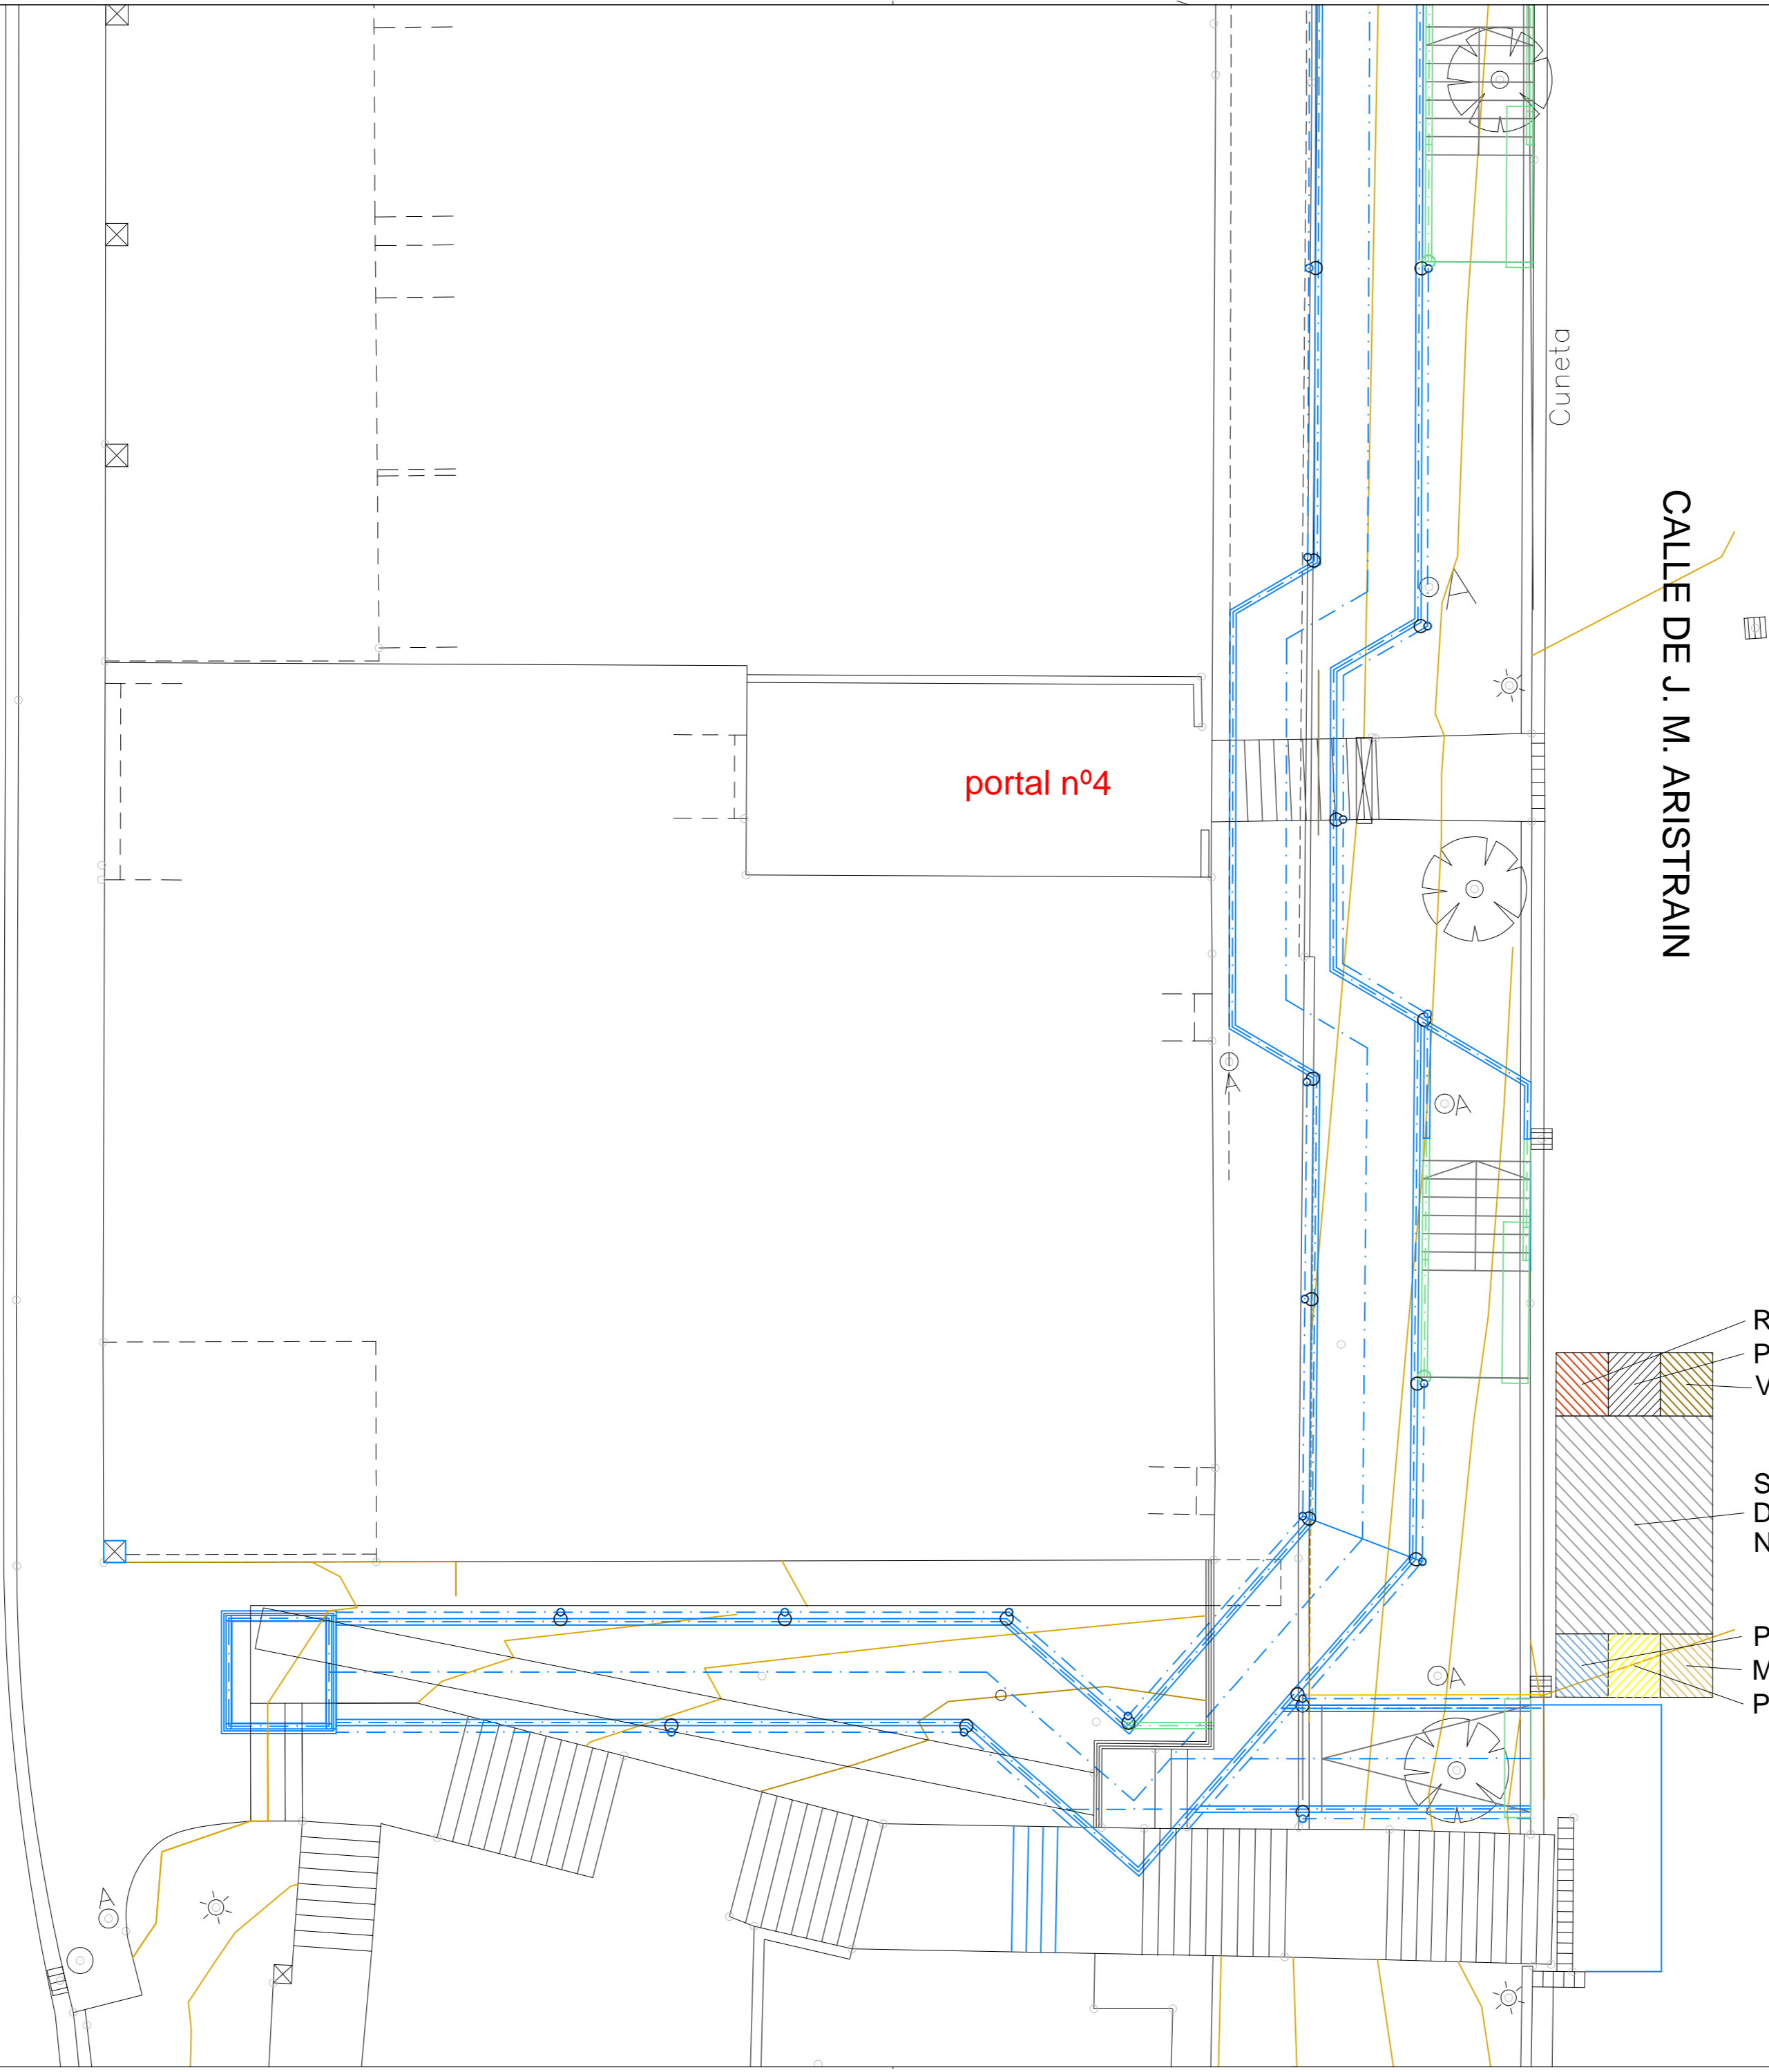 Cuneta
CALLE DE J. M. ARISTRAIN
portal nº4
A
A
A
R
P
V
S
D
N
P
M
P
A
A